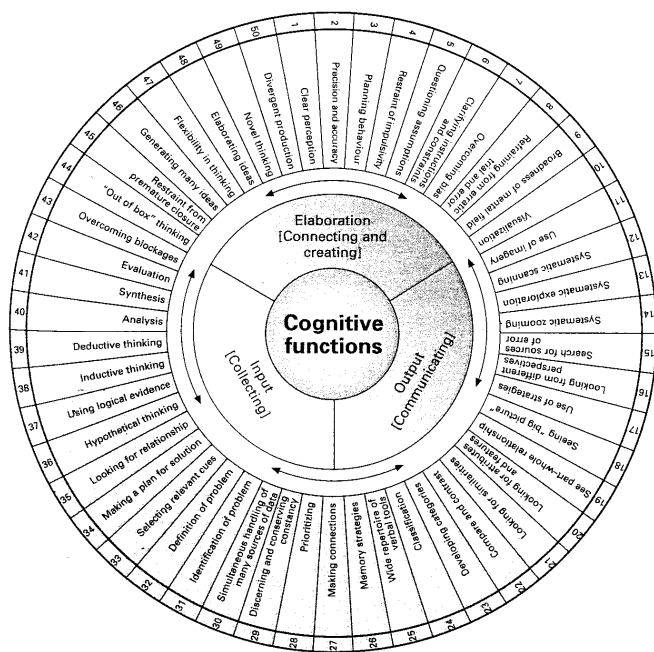 Cognitive
functions
Elaboration
[Connecting and
creating]
Output
[Communicating]
Input
[Collecting]
1
Clear perception
2
Precision and accuracy
3
Planning behaviour
4
Restraint of impulsivity
5
Questioning assumptions
6
Clarifying instructions
and constraints
7
Overcoming bias
8
Refraining from erratic
trial and error
9
Broadness of mental field
10
Visualization
11
Use of imagery
12
Systematic scanning
13
Systematic exploration
14
Systematic zooming
15
Search for sources
of error
16
Looking from different
perspectives
17
Use of strategies
18
Seeing "big picture"
19
See part-whole relationship
20
Looking for attributes
and features
21
Looking for similarities
22
Compare and contrast
23
Developing categories
24
Classification
25
Wide repertoire of
verbal tools
26
Memory strategies
27
Making connections
28
Prioritizing
29
Discerning and conserving
constancy
30
Simultaneous handling of
many sources of data
31
Identification of problem
32
Definition of problem
33
Selecting relevant cues
34
Making a plan for solution
35
Looking for relationship
36
Hypothetical thinking
37
Using logical evidence
38
Inductive thinking
39
Deductive thinking
40
Analysis
41
Synthesis
42
Evaluation
43
Overcoming blockages
44
"Out of box" thinking
45
Restraint from
premature closure
46
Generating many ideas
47
Flexibility in thinking
48
Elaborating ideas
49
Novel thinking
50
Divergent production